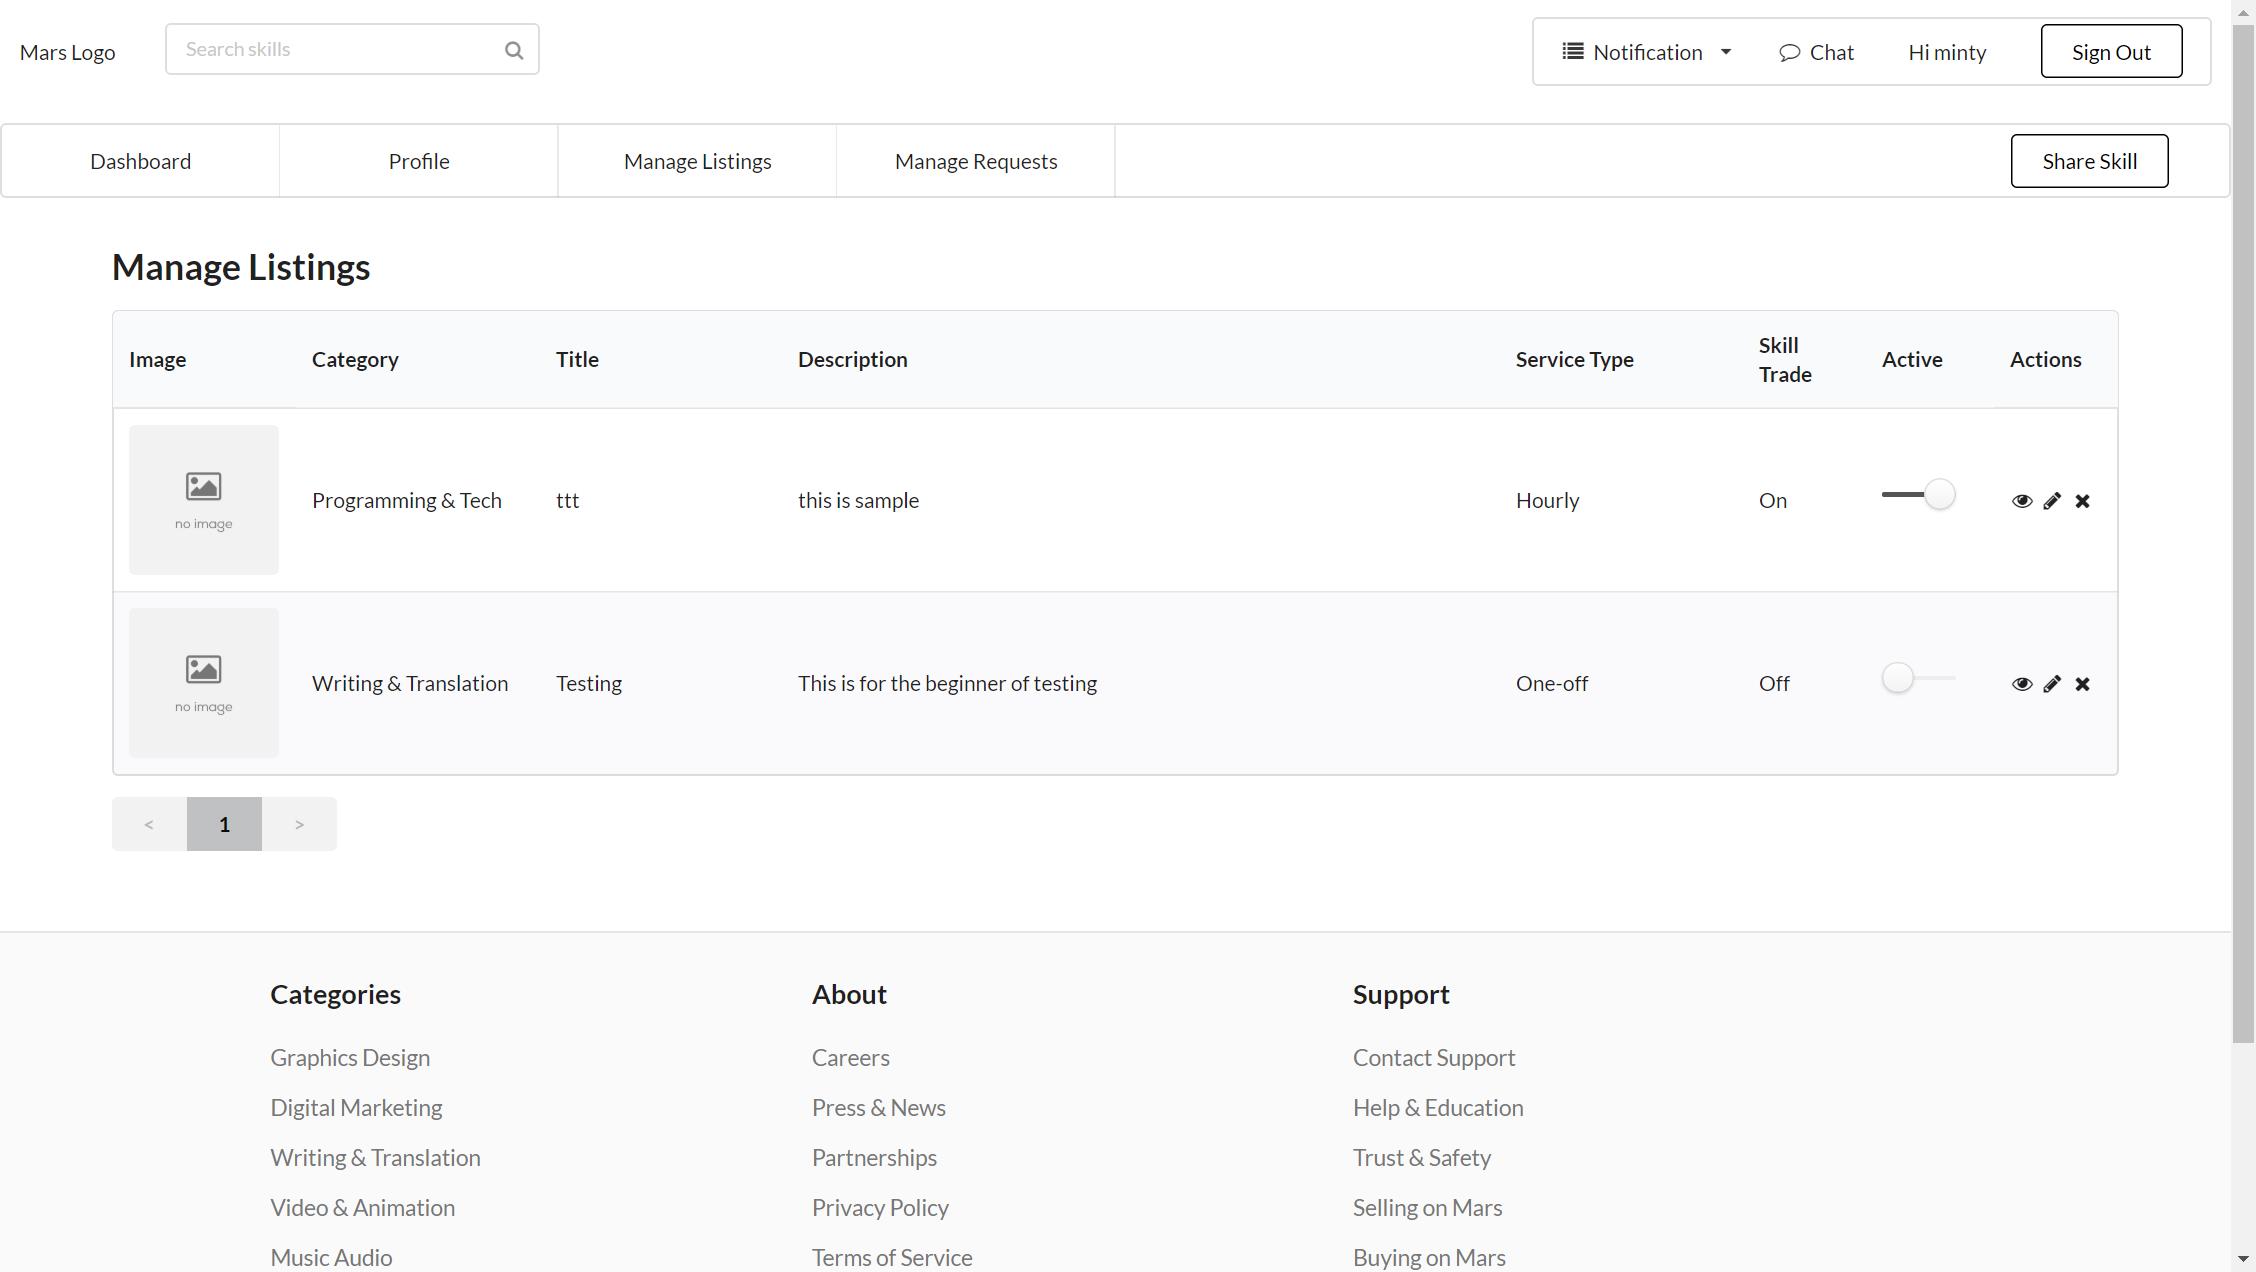 Mars Logo
Search skills
Notification
Chat
Hi minty
Sign Out
Dashboard
Profile
Manage Listings
Manage Requests
Share Skill
Manage Listings
Image Category Title Description Service Type Skill Trade Active Actions
no image
Programming & Tech ttt this is sample Hourly On
no image
Writing & Translation Testing This is for the beginner of testing One-off Off
< 1 >
Categories
Graphics Design
Digital Marketing
Writing & Translation
Video & Animation
Music Audio
About
Careers
Press & News
Partnerships
Privacy Policy
Terms of Service
Support
Contact Support
Help & Education
Trust & Safety
Selling on Mars
Buying on Mars